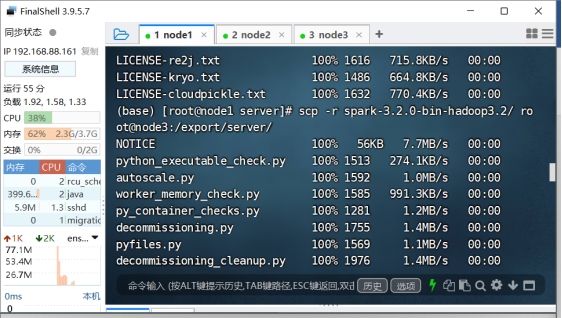 FinalShell 3.9.5.7
同步状态
IP 192.168.88.161 复制
系统信息
运行 55 分
负载 1.92, 1.58, 1.33
CPU 38%
内存 62% 2.3G/3.7G
交换 0% 0/2G
内存 CPU 命令
0 2 rcu_sche
399.6... 2 java
5.9M 1.3 sshd
0 1 migratio
1K 2K ens...
77.1M
53.4M
26.7M
0ms 本机
0
1 node1 2 node2 3 node3 +
LICENSE-re2j.txt 100% 1616 715.8KB/s 00:00
LICENSE-kryo.txt 100% 1486 664.8KB/s 00:00
LICENSE-cloudpickle.txt 100% 1632 770.4KB/s 00:00
(base) [root@node1 server]# scp -r spark-3.2.0-bin-hadoop3.2/ ro
ot@node3:/export/server/
NOTICE 100% 56KB 7.7MB/s 00:00
python_executable_check.py 100% 1513 274.1KB/s 00:00
autoscale.py 100% 1592 1.0MB/s 00:00
worker_memory_check.py 100% 1585 991.3KB/s 00:00
py_container_checks.py 100% 1281 1.2MB/s 00:00
decommissioning.py 100% 1755 1.4MB/s 00:00
pyfiles.py 100% 1569 1.1MB/s 00:00
decommissioning_cleanup.py 100% 1976 1.4MB/s 00:00
命令输入 (按ALT键提示历史,TAB键路径,ESC键返回,双击 历史 选项